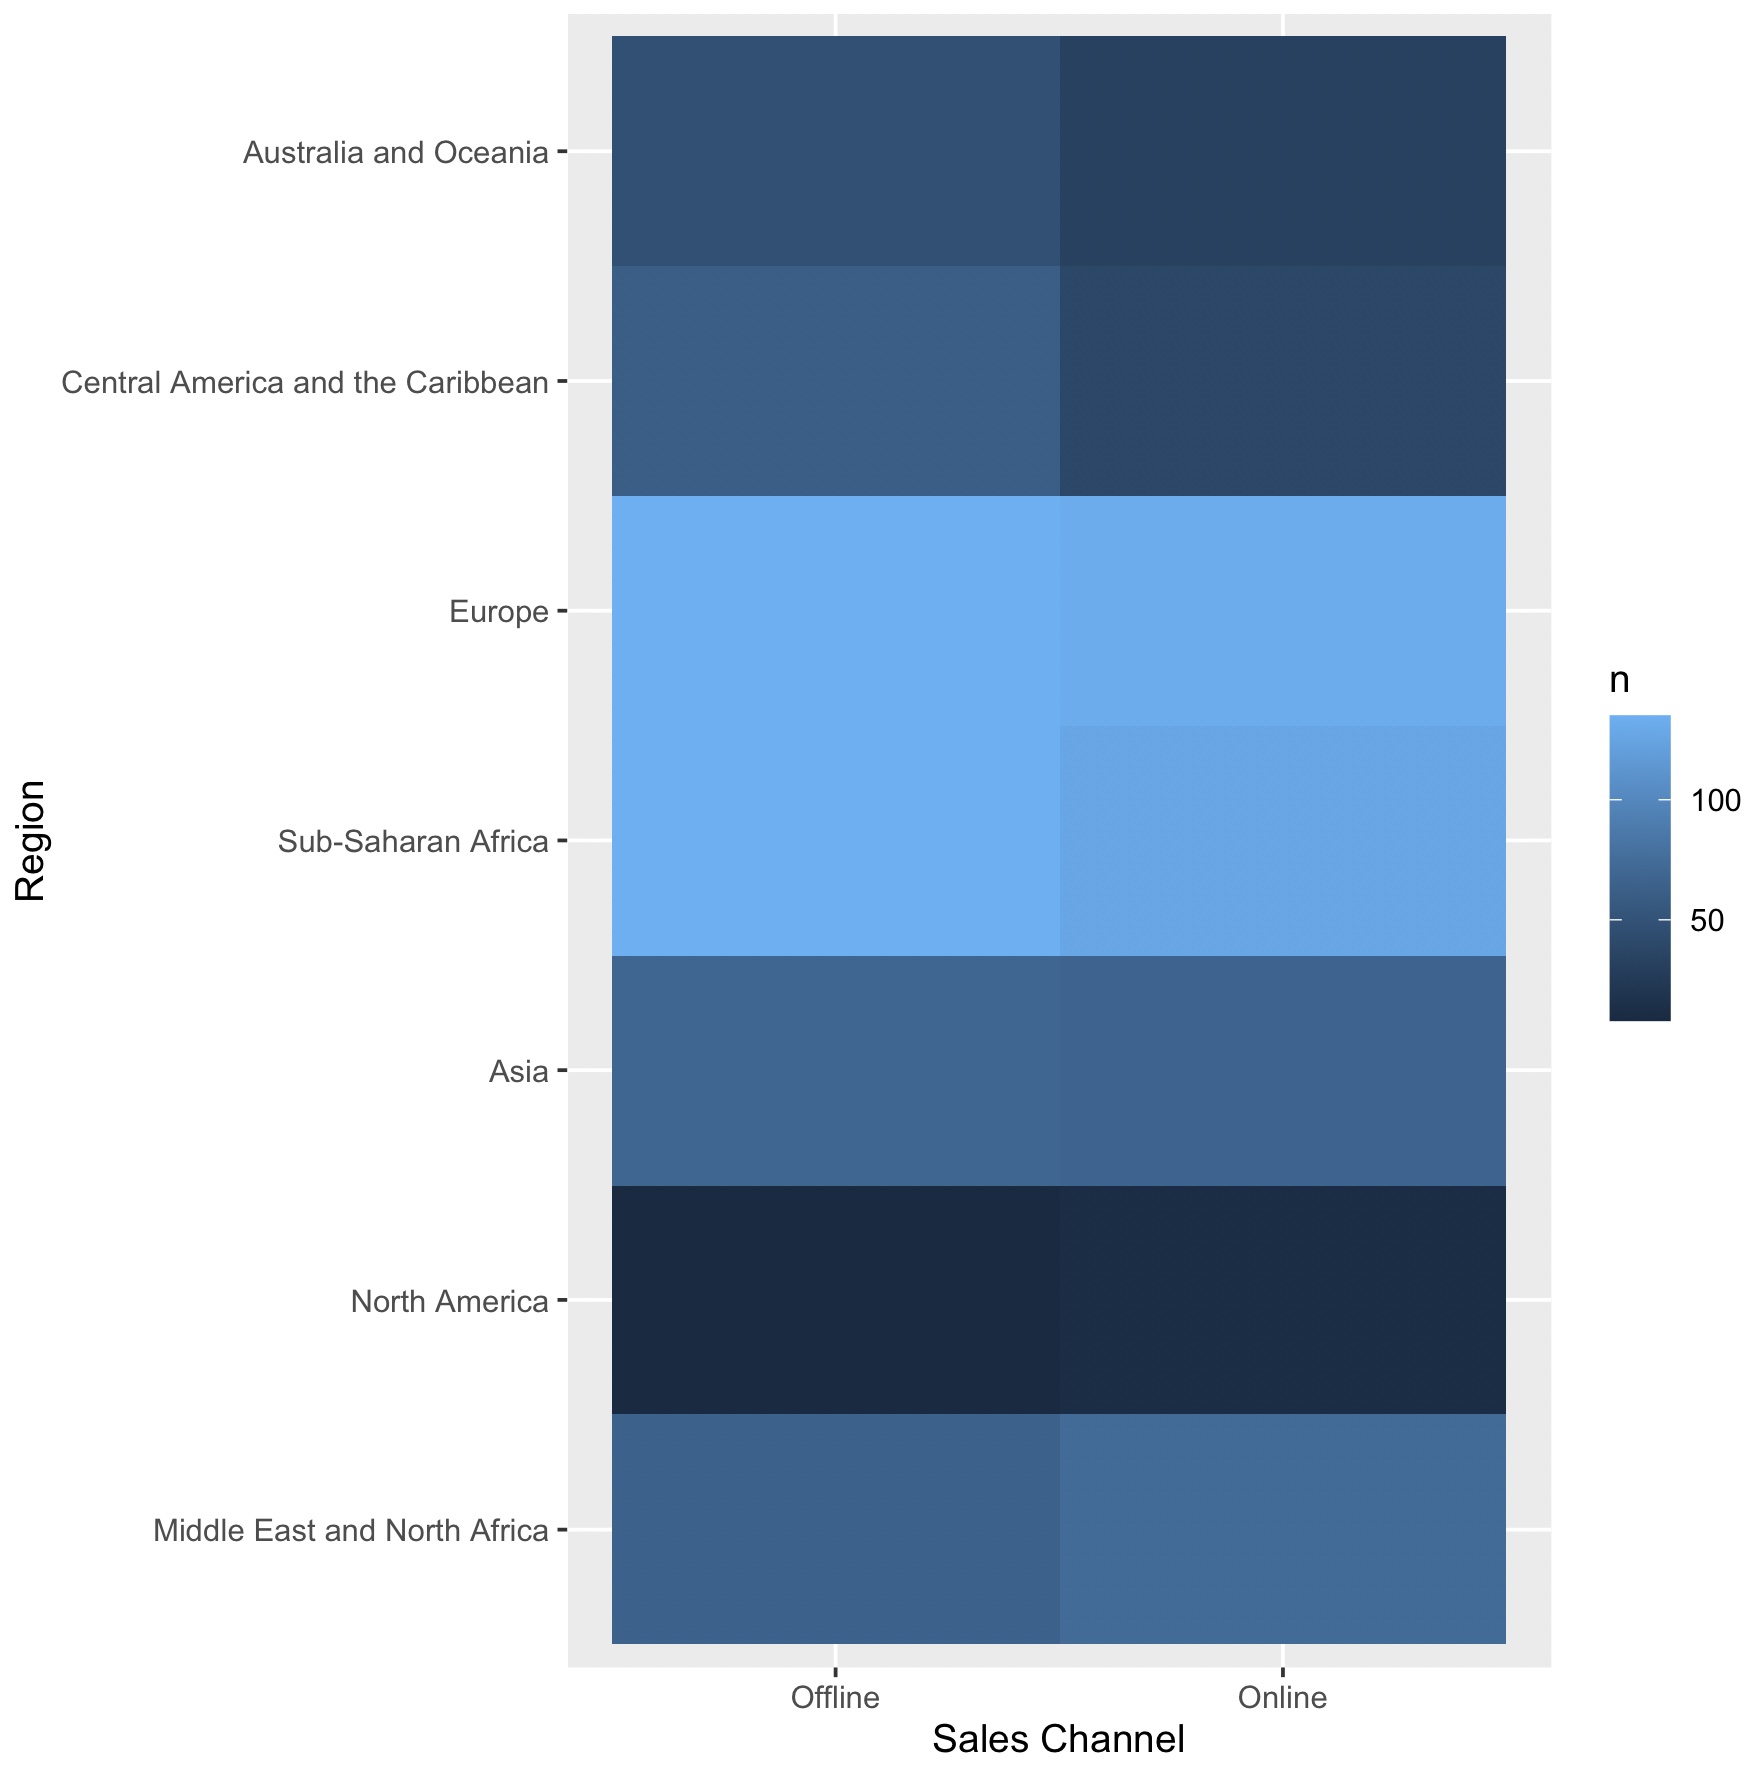 Australia and Oceania
Central America and the Caribbean
Europe
Sub-Saharan Africa
Asia
North America
Middle East and North Africa
Region
Offline
Online
Sales Channel
n
100
50